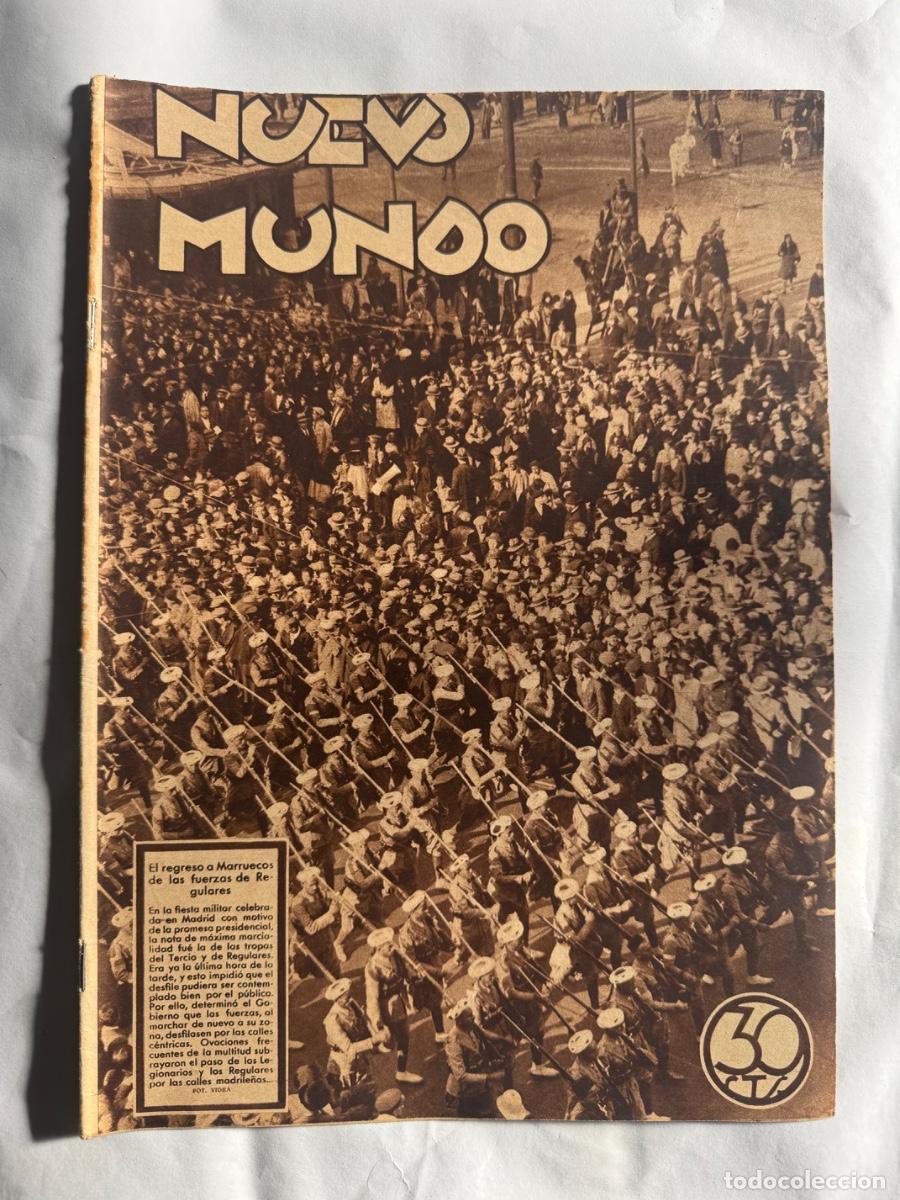 NUEVO
MUNDO
El regreso a Marruecos
de las fuerzas de Re-
gulares
En la fiesta militar celebra-
da en Madrid con motivo
de la promesa presidencial,
la nota de máxima marcia-
lidad fué la de las tropas
del Tercio y de Regulares.
Era ya la última hora de la
tarde, y esto impidió que el
desfile pudiera ser contem-
plado bien por el público.
Por ello, determinó el Go-
bierno que las fuerzas, al
marchar de nuevo a su zo-
na, desfilasen por las calles
céntricas. Ovaciones fre-
cuentes de la multitud sub-
rayaron el paso de los Le-
gionarios y los Regulares
por las calles madrileñas...
FOT. VIDEA
30
CTS
todocoleccion